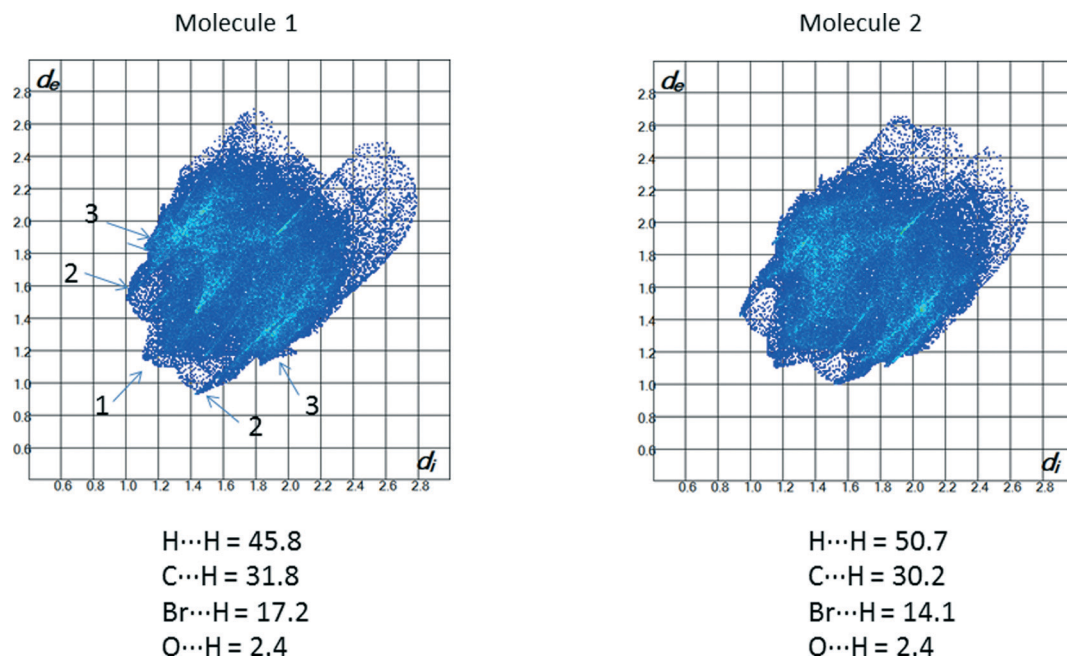 Molecule 1
Molecule 2
de
2.8
2.6
2.4
2.2
2.0
1.8
1.6
1.4
1.2
1.0
0.8
0.6
3
2
1
2
3
di
0.6 0.8 1.0 1.2 1.4 1.6 1.8 2.0 2.2 2.4 2.6 2.8
de
2.8
2.6
2.4
2.2
2.0
1.8
1.6
1.4
1.2
1.0
0.8
0.6
di
0.6 0.8 1.0 1.2 1.4 1.6 1.8 2.0 2.2 2.4 2.6 2.8
H···H = 45.8
C···H = 31.8
Br···H = 17.2
O···H = 2.4
H···H = 50.7
C···H = 30.2
Br···H = 14.1
O···H = 2.4